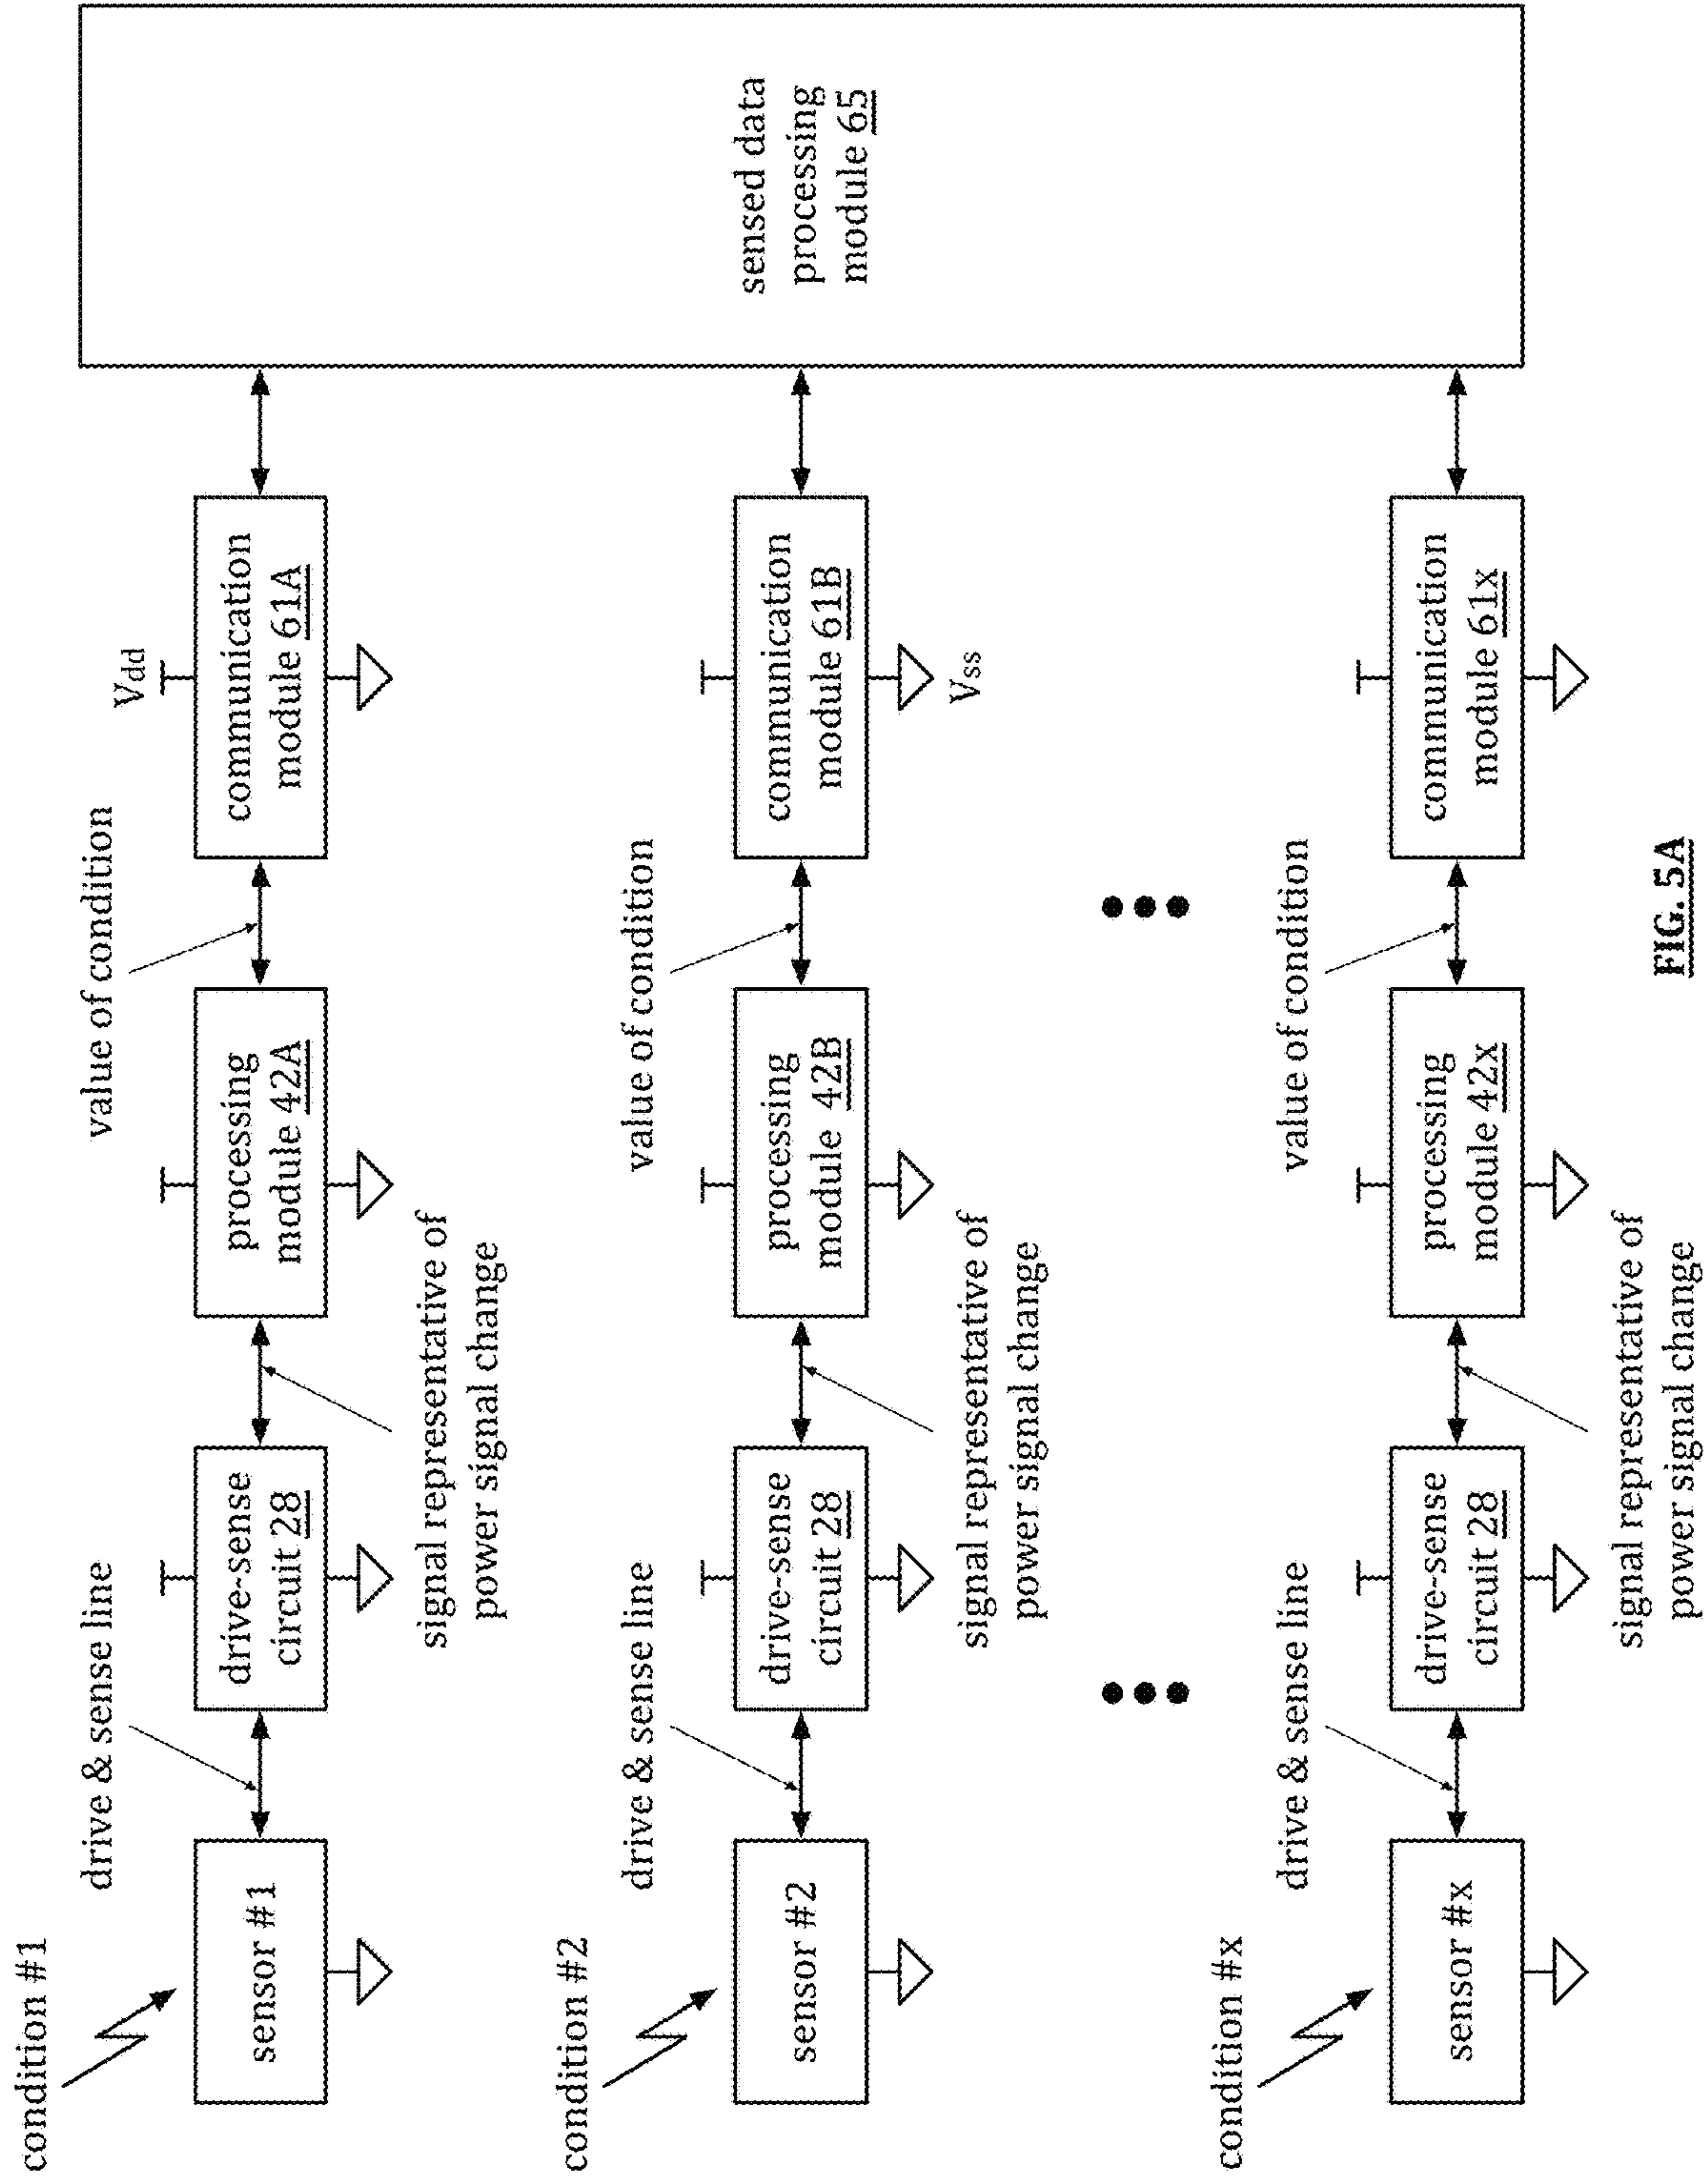 condition #1
drive & sense line
value of condition
Vdd
sensor #1
drive-sense
circuit 28
processing
module 42A
communication
module 61A
signal representative of
power signal change
condition #2
drive & sense line
value of condition
sensor #2
drive-sense
circuit 28
processing
module 42B
communication
module 61B
sensed data
processing
module 65
signal representative of
power signal change
Vss
condition #x
drive & sense line
value of condition
sensor #x
drive-sense
circuit 28
processing
module 42x
communication
module 61x
signal representative of
power signal change
FIG. 5A